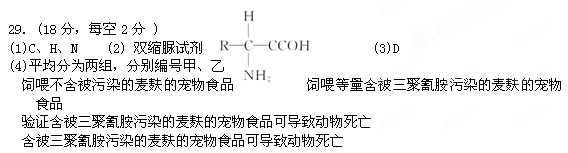 29. (18分，每空2分 )
(1)C、H、N (2) 双缩脲试剂 (3)D
H
R—C—CCOH
NH2
(4)平均分为两组，分别编号甲、乙
饲喂不含被污染的麦麸的宠物食品 饲喂等量含被三聚氰胺污染的麦麸的宠物
食品
验证含被三聚氰胺污染的麦麸的宠物食品可导致动物死亡
含被三聚氰胺污染的麦麸的宠物食品可导致动物死亡